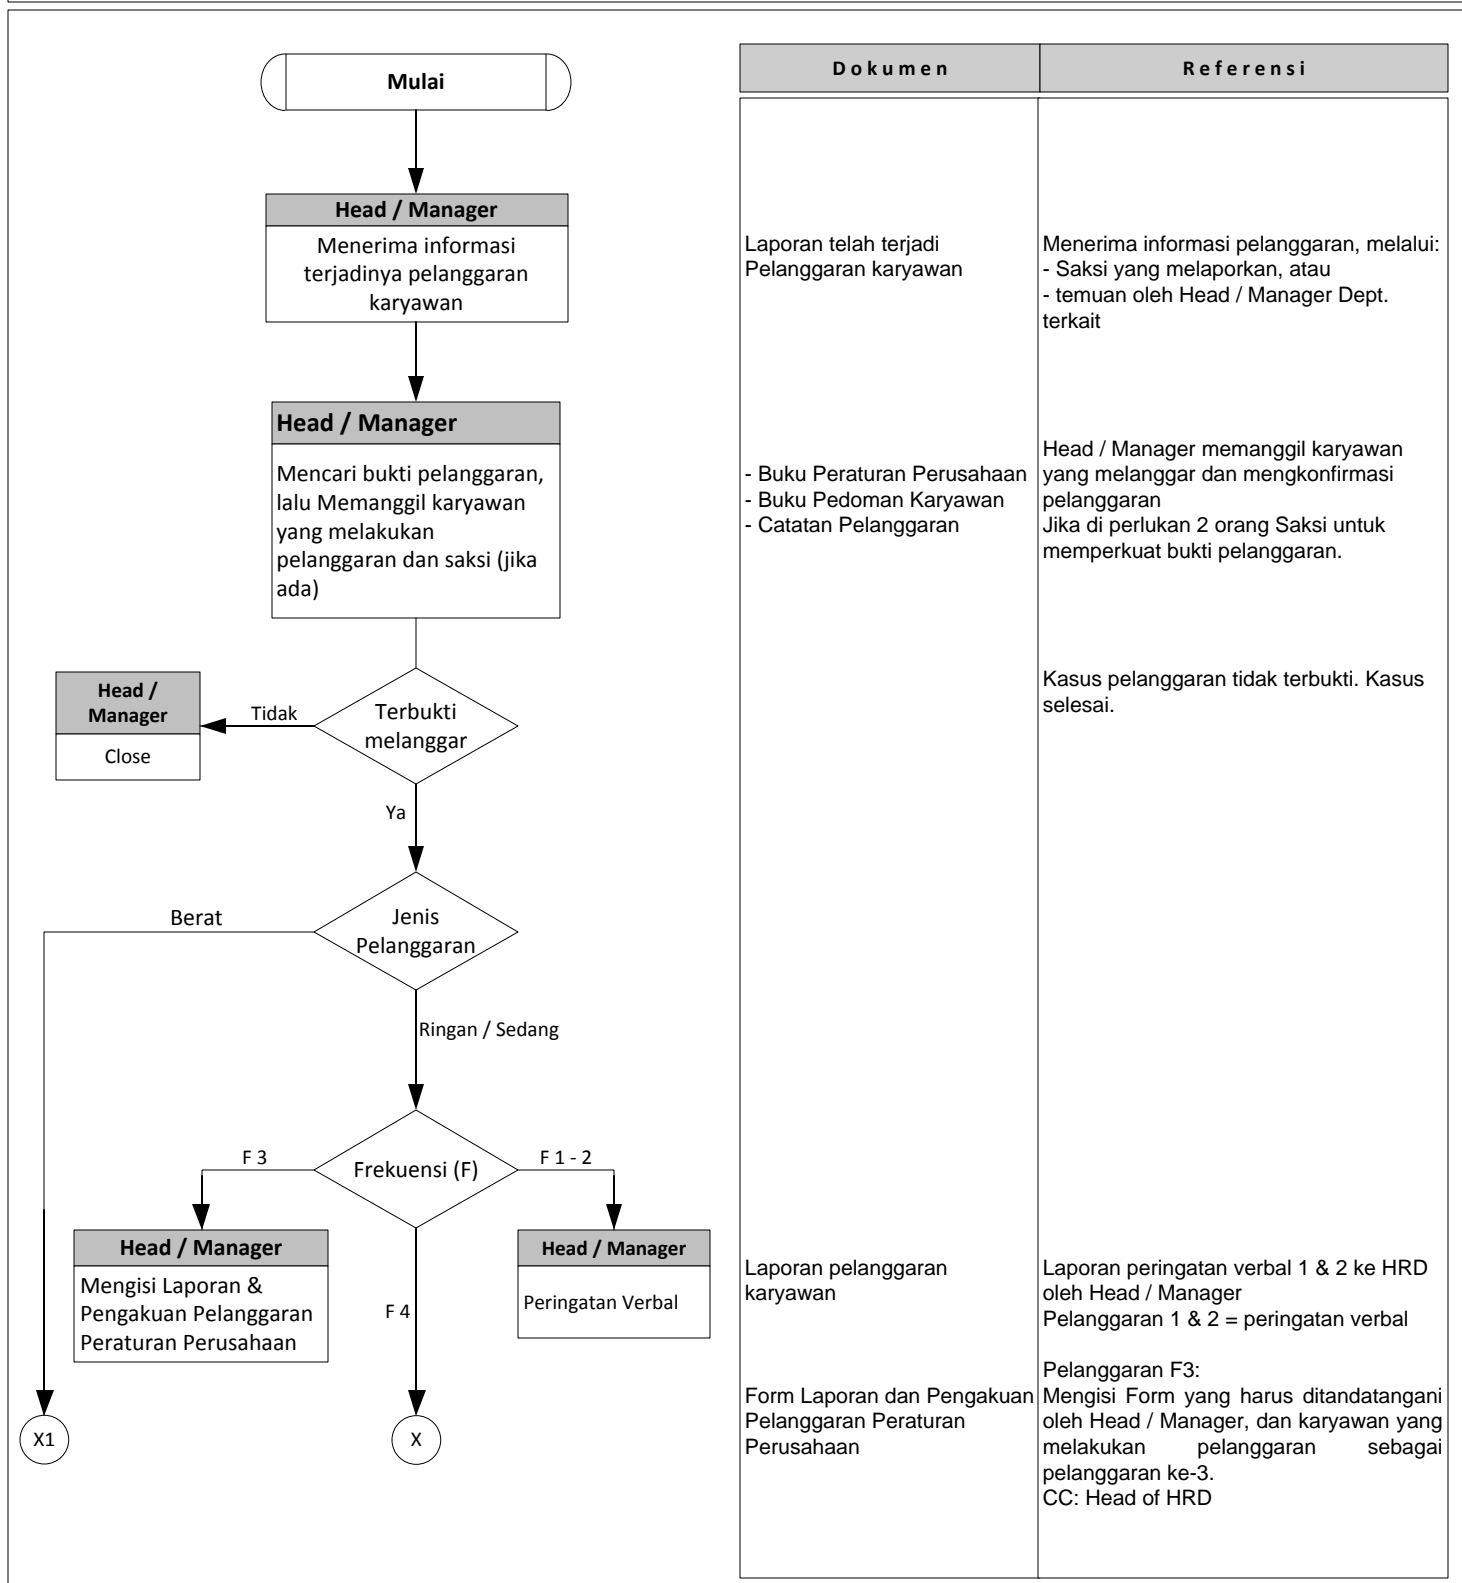 Mulai
Head / Manager
Menerima informasi
terjadinya pelanggaran
karyawan
Head / Manager
Mencari bukti pelanggaran,
lalu Memanggil karyawan
yang melakukan
pelanggaran dan saksi (jika
ada)
Terbukti
melanggar
Tidak
Head /
Manager
Close
Ya
Jenis
Pelanggaran
Berat
Ringan / Sedang
Frekuensi (F)
F 3
F 1 - 2
Head / Manager
Mengisi Laporan &
Pengakuan Pelanggaran
Peraturan Perusahaan
F 4
Head / Manager
Peringatan Verbal
X1
X
Dokumen
Referensi
Laporan telah terjadi
Pelanggaran karyawan
Menerima informasi pelanggaran, melalui:
- Saksi yang melaporkan, atau
- temuan oleh Head / Manager Dept.
terkait
- Buku Peraturan Perusahaan
- Buku Pedoman Karyawan
- Catatan Pelanggaran
Head / Manager memanggil karyawan
yang melanggar dan mengkonfirmasi
pelanggaran
Jika di perlukan 2 orang Saksi untuk
memperkuat bukti pelanggaran.
Kasus pelanggaran tidak terbukti. Kasus
selesai.
Laporan pelanggaran
karyawan
Laporan peringatan verbal 1 & 2 ke HRD
oleh Head / Manager
Pelanggaran 1 & 2 = peringatan verbal
Form Laporan dan Pengakuan
Pelanggaran Peraturan
Perusahaan
Pelanggaran F3:
Mengisi Form yang harus ditandatangani
oleh Head / Manager, dan karyawan yang
melakukan pelanggaran sebagai
pelanggaran ke-3.
CC: Head of HRD